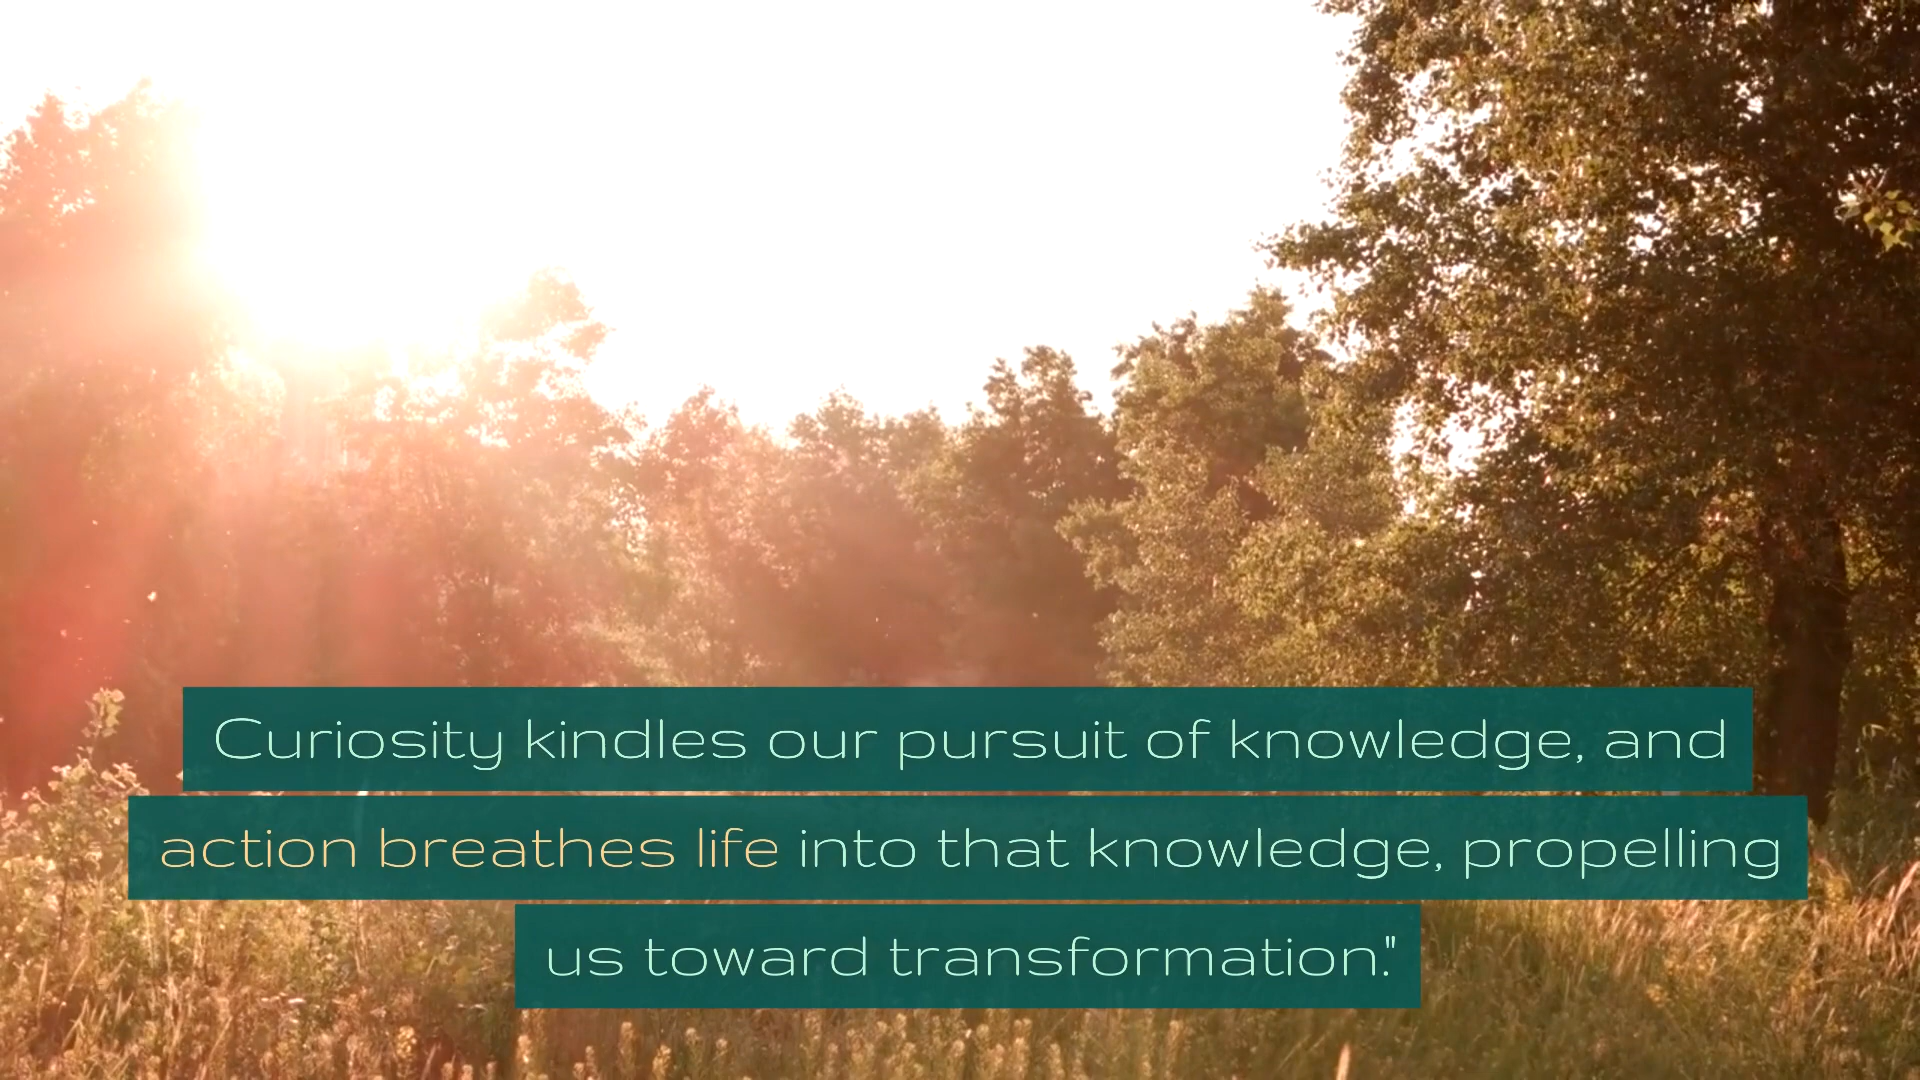 Curiosity kindles our pursuit of knowledge, and
action breathes life into that knowledge, propelling
us toward transformation."